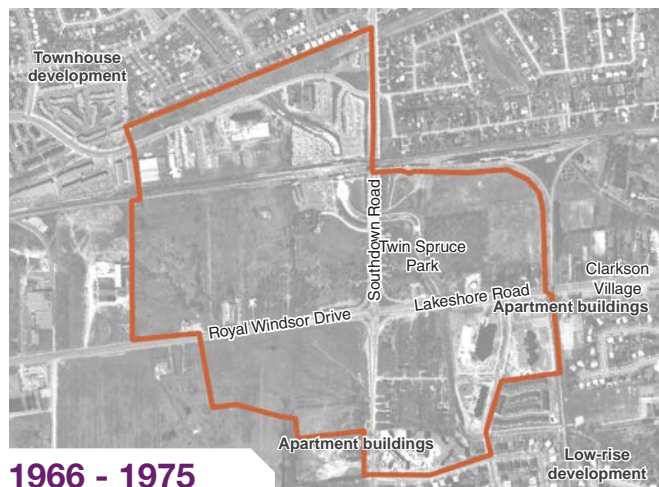 Townhouse
development
Southdown Road
Twin Spruce
Park
Clarkson
Village
Lakeshore Road
Apartment buildings
Royal Windsor Drive
Apartment buildings
Low-rise
development
1966 - 1975